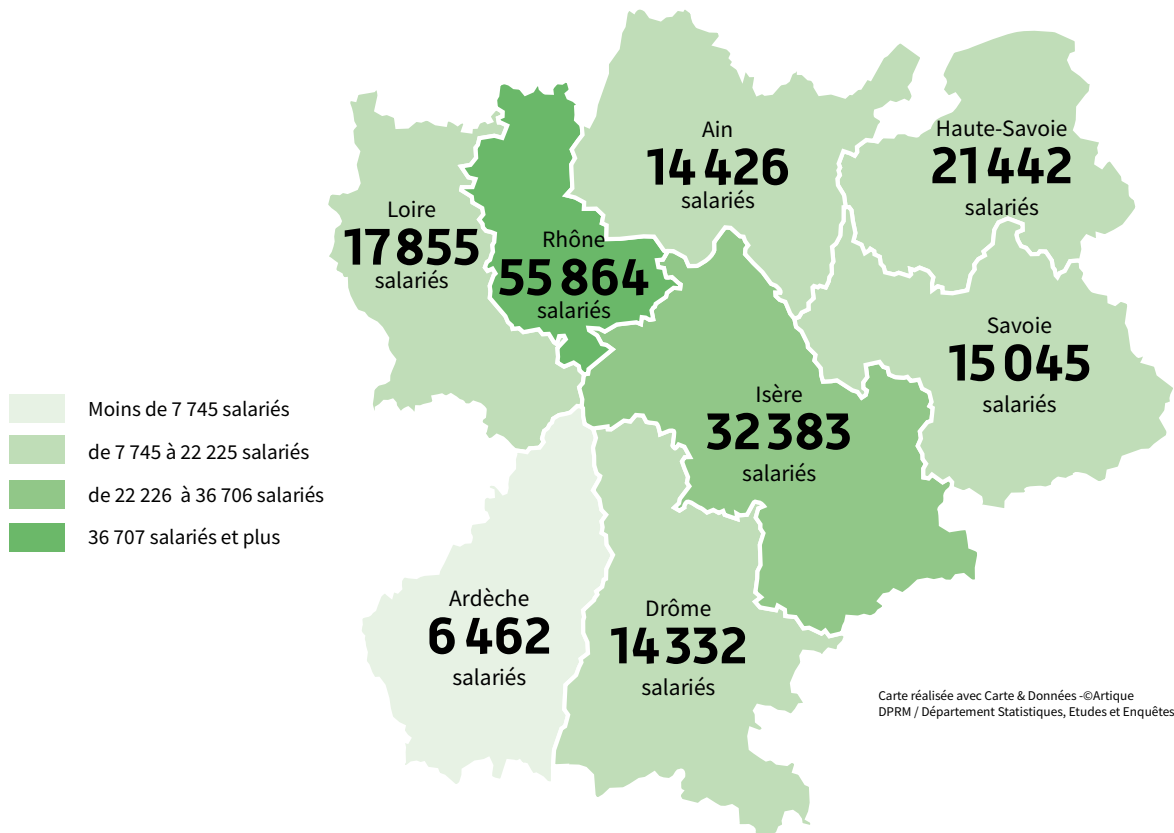 Ain
14 426
salariés
Haute-Savoie
21 442
salariés
Loire
17 855
salariés
Rhône
55 864
salariés
Savoie
15 045
salariés
Isère
32 383
salariés
Moins de 7 745 salariés
de 7 745 à 22 225 salariés
de 22 226 à 36 706 salariés
36 707 salariés et plus
Ardèche
6 462
salariés
Drôme
14 332
salariés
Carte réalisée avec Carte & Données -©Artique
DPRM / Département Statistiques, Etudes et Enquêtes